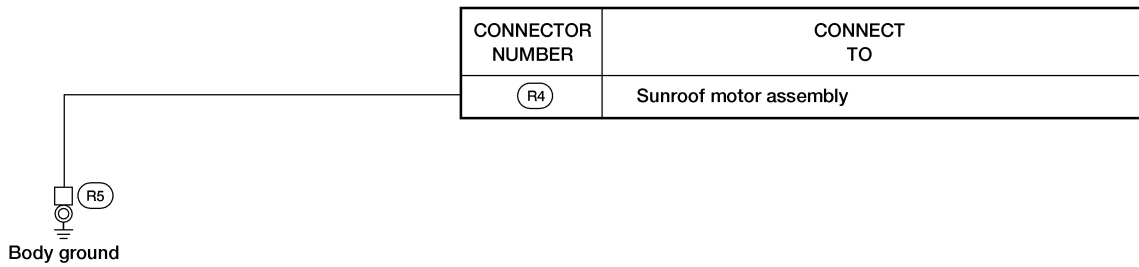 CONNECTOR
NUMBER
CONNECT
TO
R4
Sunroof motor assembly
R5
Body ground